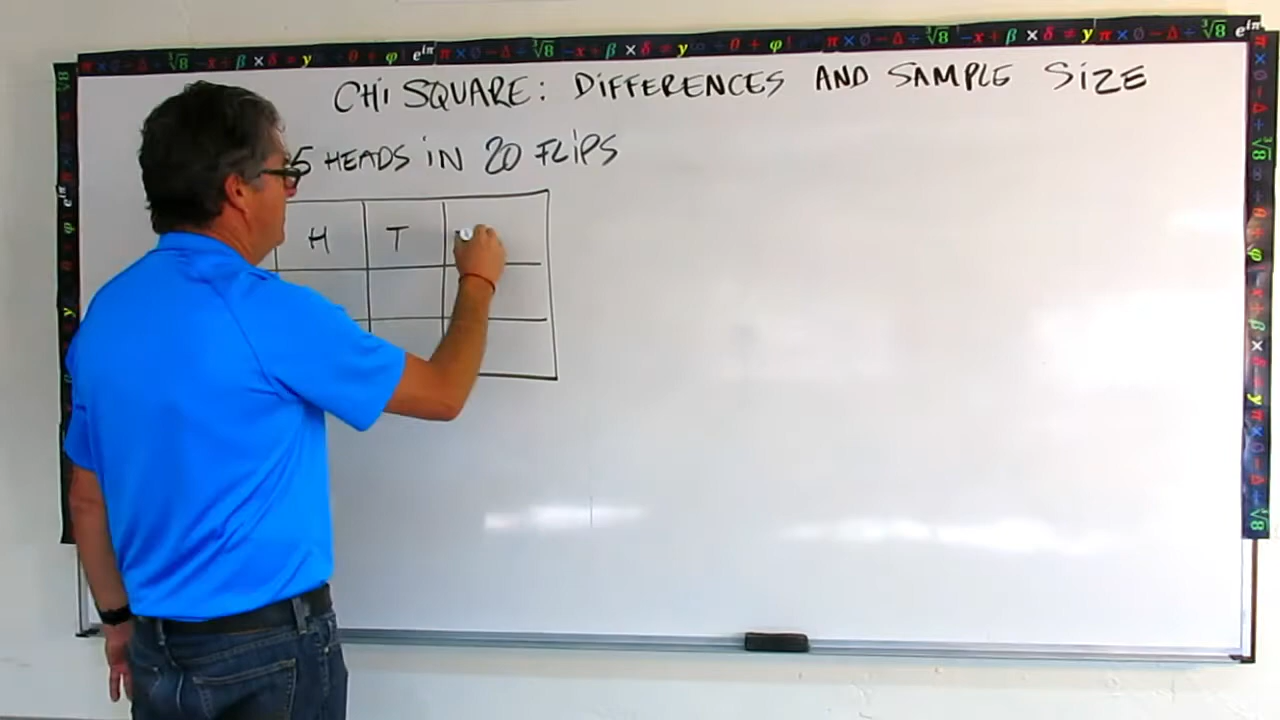 CHI SQUARE: DIFFERENCES AND SAMPLE SIZE
5 HEADS IN 20 FLIPS
H T